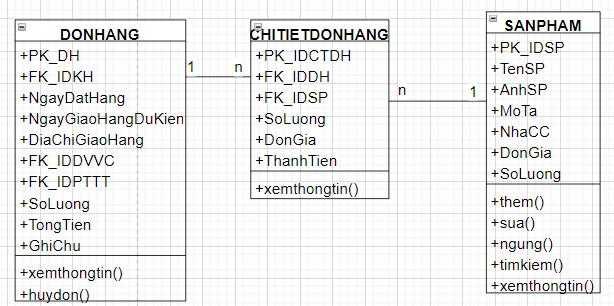 DONHANG
+PK_DH
+FK_IDKH
+NgayDatHang
+NgayGiaoHangDuKien
+DiaChiGiaoHang
+FK_IDDVVC
+FK_IDPTTT
+SoLuong
+TongTien
+GhiChu
+xemthongtin()
+huydon()
1
n
CHITIETDONHANG
+PK_IDCTDH
+FK_IDDH
+FK_IDSP
+SoLuong
+DonGia
+ThanhTien
+xemthongtin()
n
1
SANPHAM
+PK_IDSP
+TenSP
+AnhSP
+MoTa
+NhaCC
+DonGia
+SoLuong
+them()
+sua()
+ngung()
+timkiem()
+xemthongtin()